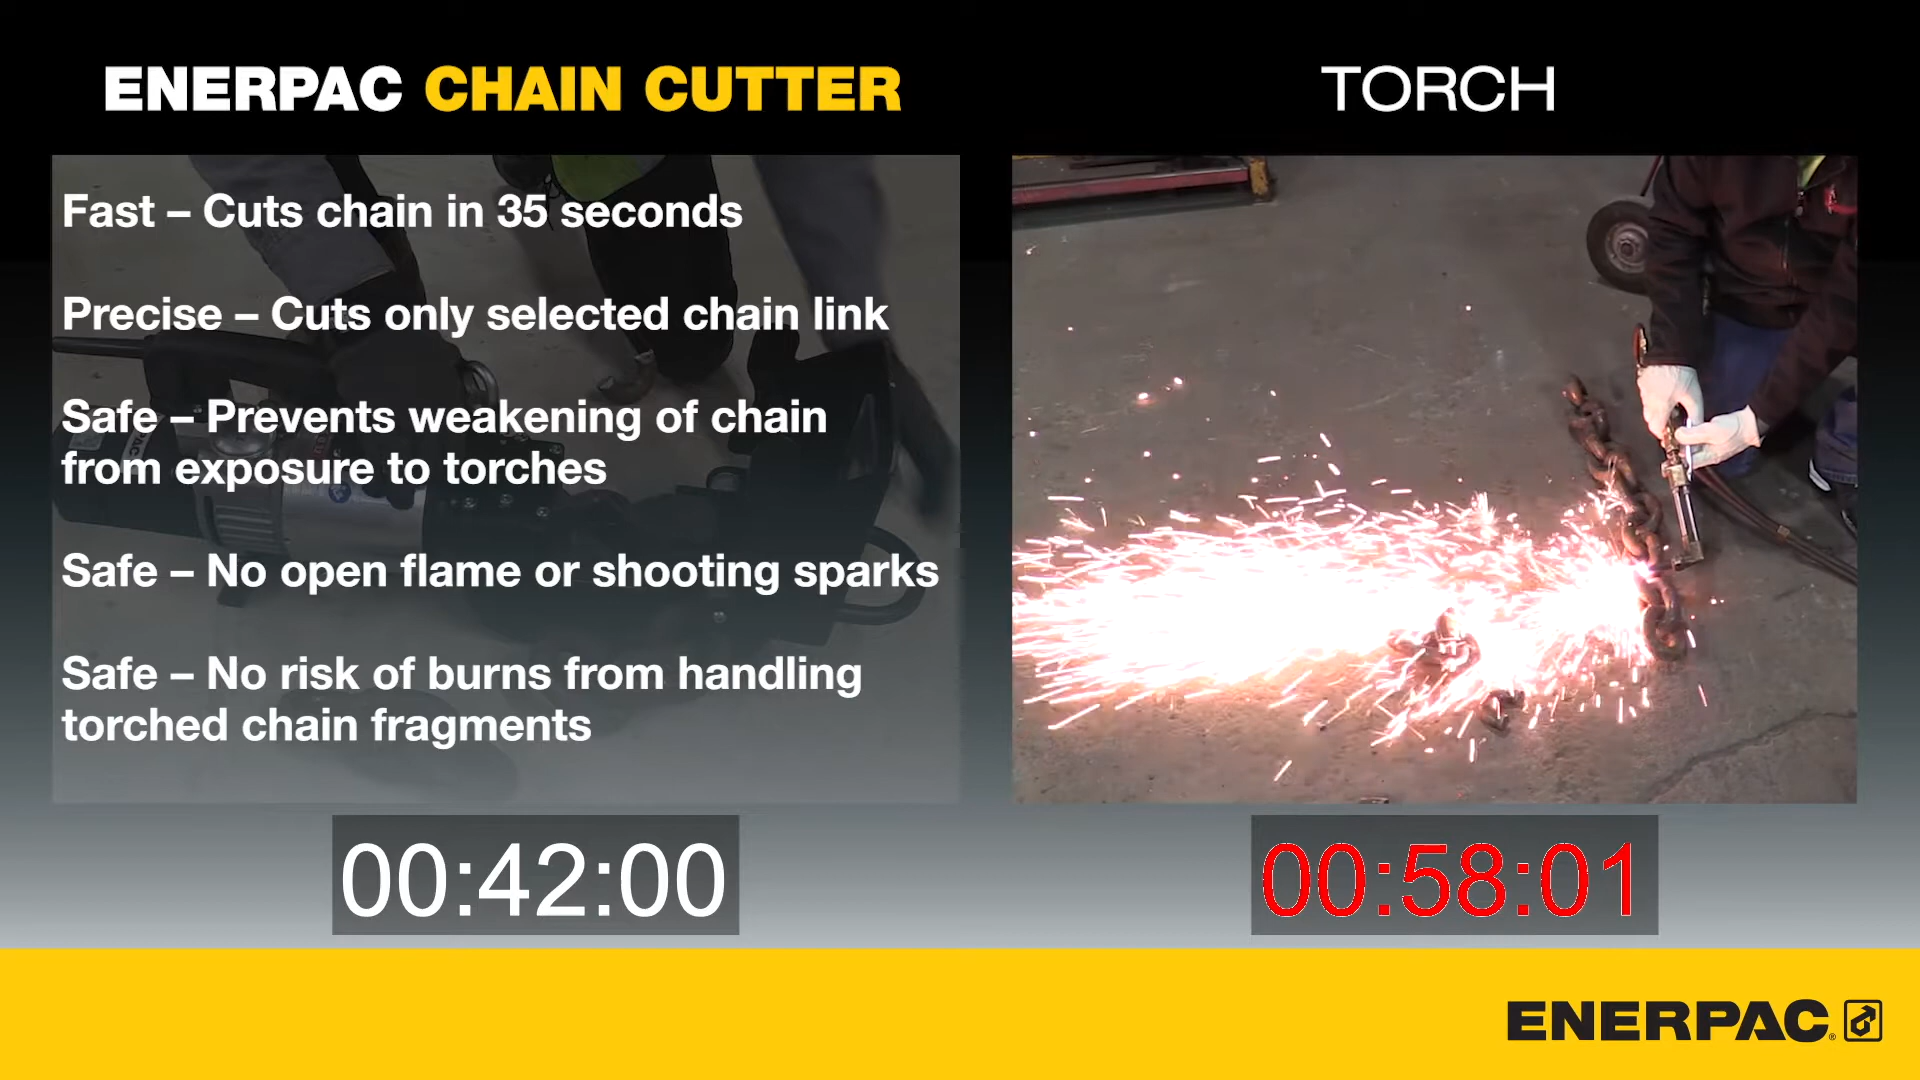 ENERPAC CHAIN CUTTER
TORCH
Fast – Cuts chain in 35 seconds
Precise – Cuts only selected chain link
Safe – Prevents weakening of chain
from exposure to torches
Safe – No open flame or shooting sparks
Safe – No risk of burns from handling
torched chain fragments
00:42:00
00:58:01
ENERPAC®